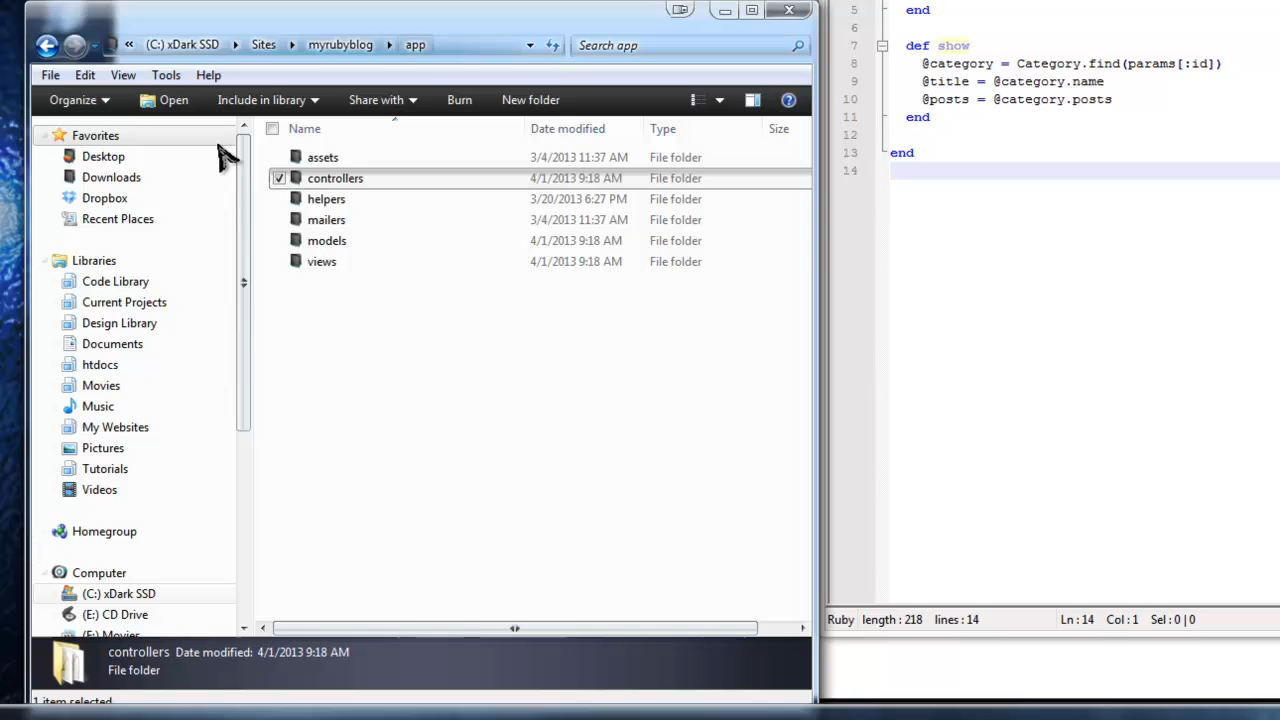 « (C:) xDark SSD Sites myrubyblog app Search app
File Edit View Tools Help
Organize Open Include in library Share with Burn New folder
Favorites
Desktop
Downloads
Dropbox
Recent Places
Libraries
Code Library
Current Projects
Design Library
Documents
htdocs
Movies
Music
My Websites
Pictures
Tutorials
Videos
Homegroup
Computer
(C:) xDark SSD
(E:) CD Drive
(F:) Movies
Name Date modified Type Size
assets 3/4/2013 11:37 AM File folder
controllers 4/1/2013 9:18 AM File folder
helpers 3/20/2013 6:27 PM File folder
mailers 3/4/2013 11:37 AM File folder
models 4/1/2013 9:18 AM File folder
views 4/1/2013 9:18 AM File folder
controllers Date modified: 4/1/2013 9:18 AM
File folder
1 item selected
5 end
6
7 def show
8 @category = Category.find(params[:id])
9 @title = @category.name
10 @posts = @category.posts
11 end
12
13 end
14
Ruby length : 218 lines : 14 Ln : 14 Col : 1 Sel : 0 | 0